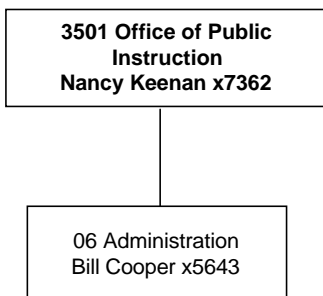 3501 Office of Public
Instruction
Nancy Keenan x7362
06 Administration
Bill Cooper x5643